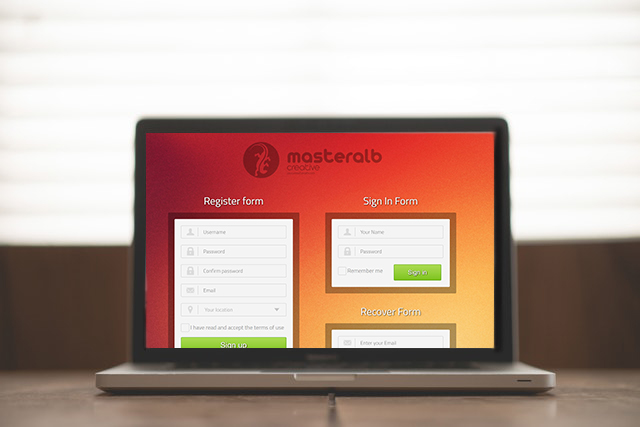 masteralb
creative
Register form
Username
Password
Confirm password
Email
Your location
I have read and accept the terms of use
Sign up
Sign In Form
Your Name
Password
Remember me
Sign in
Recover Form
Enter your Email